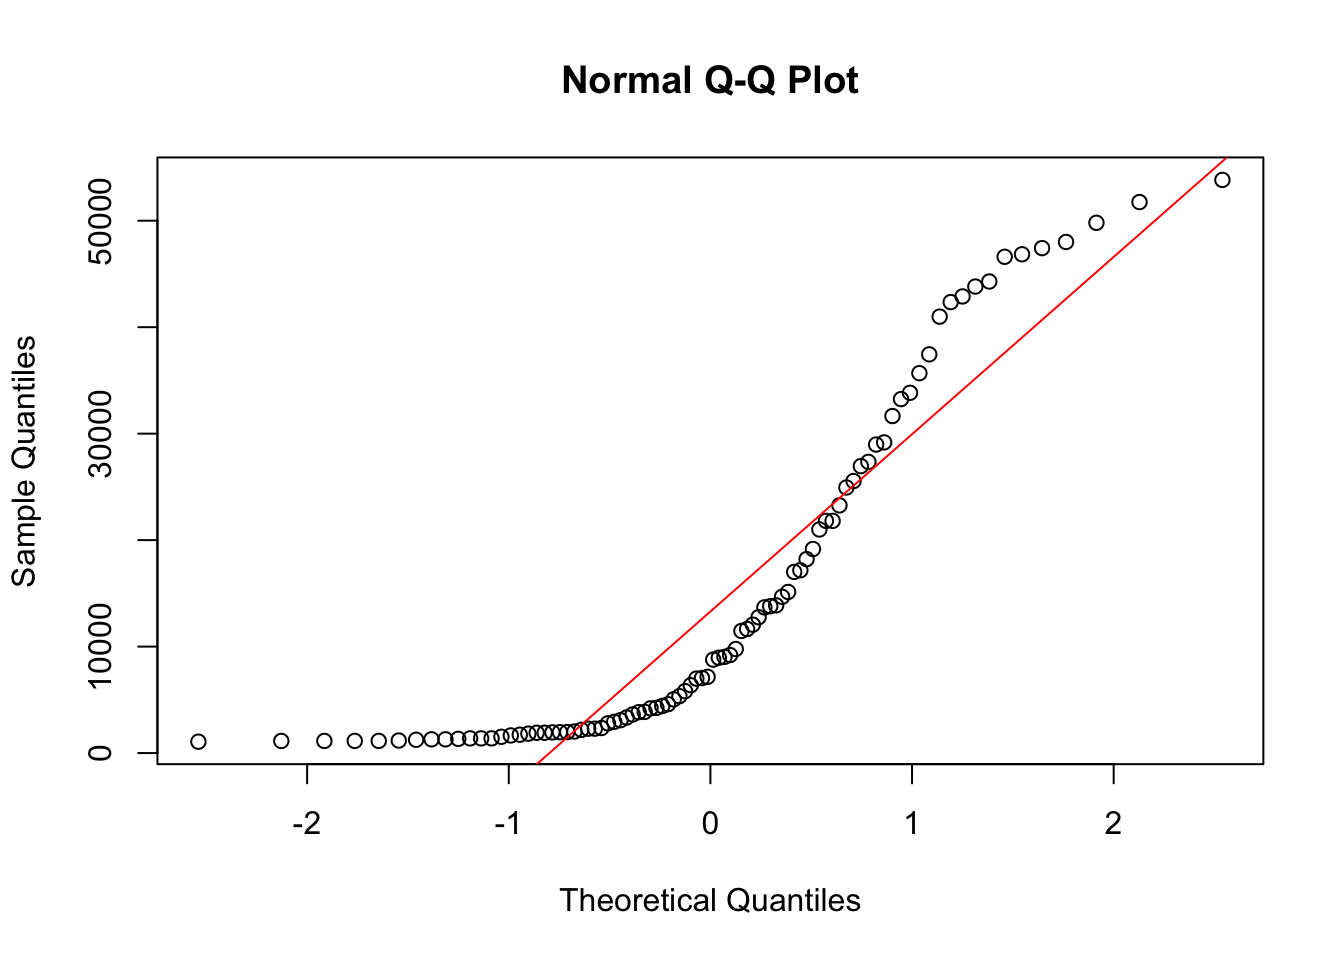 Normal Q-Q Plot
Sample Quantiles
50000
30000
10000
0
-2 -1 0 1 2
Theoretical Quantiles